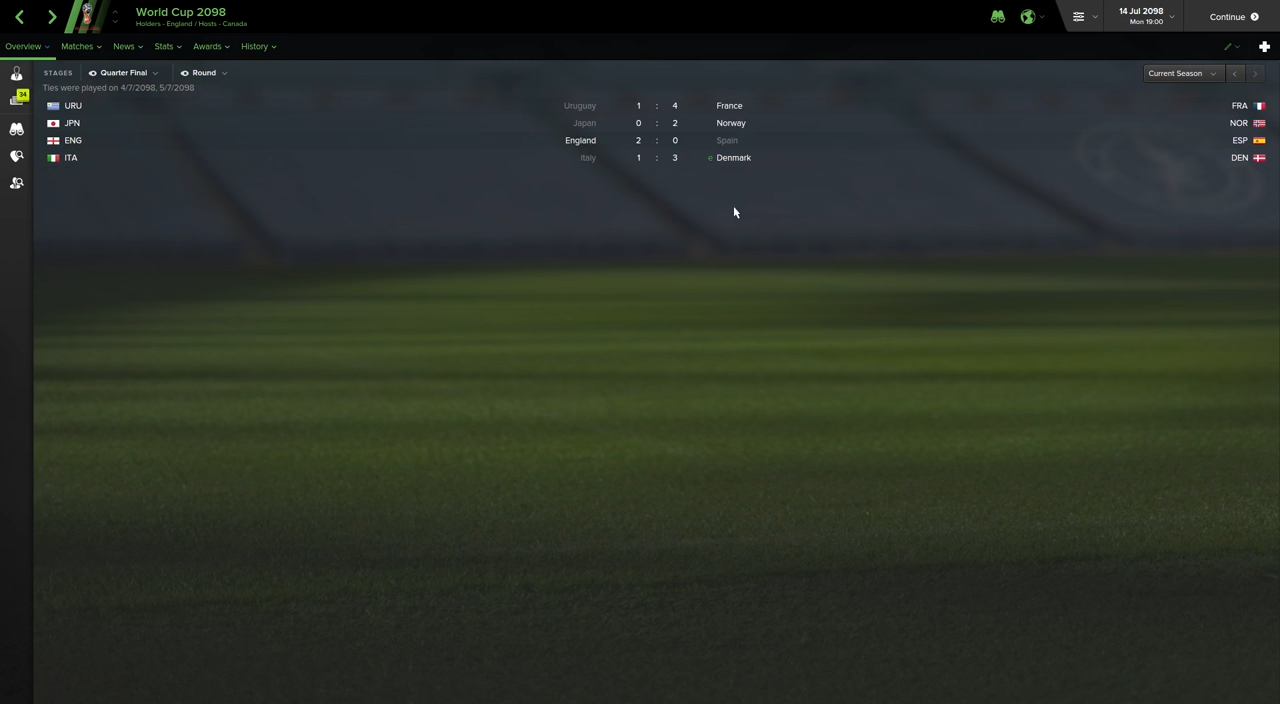 World Cup 2098
Holders - England / Hosts - Canada
14 Jul 2098
Mon 19:00
Continue
Overview Matches News Stats Awards History
STAGES Quarter Final Round Current Season
34
Ties were played on 4/7/2098, 5/7/2098
URU Uruguay 1 : 4 France FRA
JPN Japan 0 : 2 Norway NOR
ENG England 2 : 0 Spain ESP
ITA Italy 1 : 3 e Denmark DEN